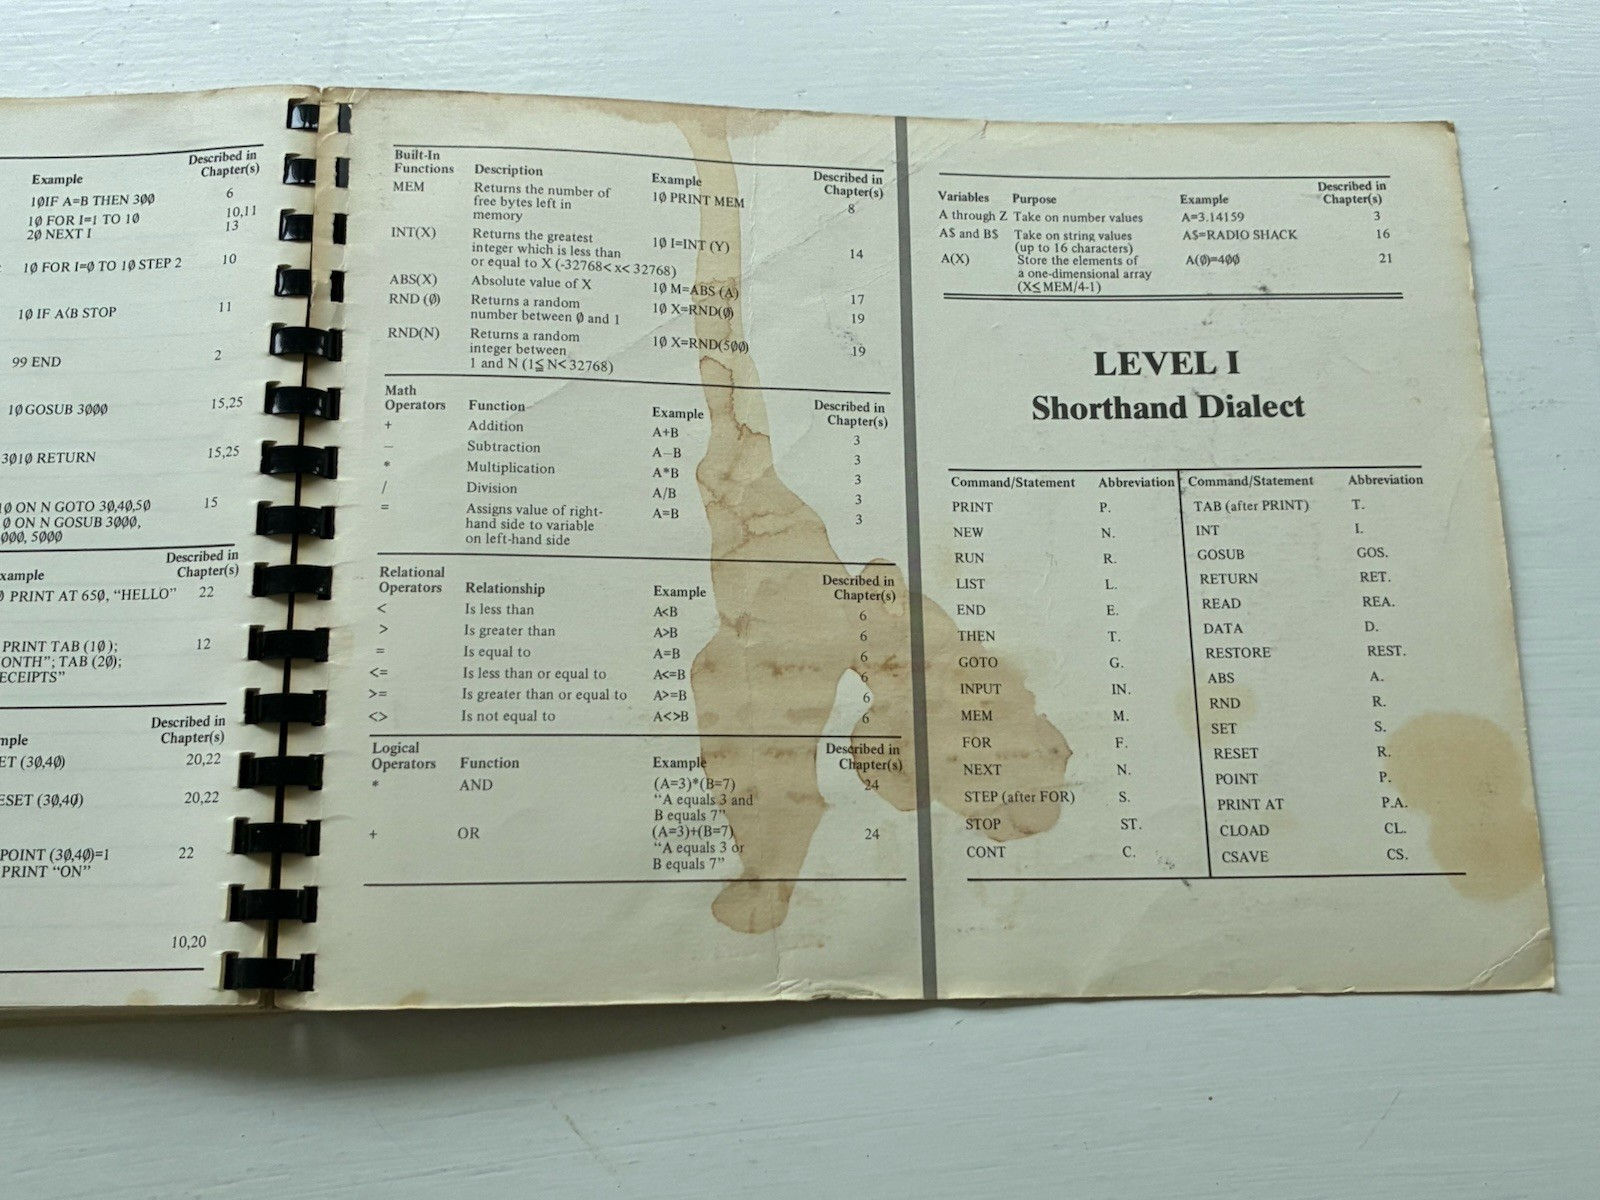 Example
Described in
Chapter(s)
1ØIF A=B THEN 3ØØ 6
1Ø FOR I=1 TO 1Ø 10,11
2Ø NEXT I 13
1Ø FOR I=Ø TO 1Ø STEP 2 10
1Ø IF A<B STOP 11
99 END 2
1ØGOSUB 3ØØØ 15,25
3Ø1Ø RETURN 15,25
1Ø ON N GOTO 3Ø,4Ø,5Ø 15
Ø ON N GOSUB 3ØØØ,
ØØØ, 5ØØØ
xample
Described in
Chapter(s)
Ø PRINT AT 65Ø, “HELLO” 22
PRINT TAB (1Ø); 12
ONTH”; TAB (2Ø);
ECEIPTS”
mple
Described in
Chapter(s)
ET (3Ø,4Ø) 20,22
ESET (3Ø,4Ø) 20,22
POINT (3Ø,4Ø)=1 22
PRINT “ON”
10,20
Built-In
Functions Description Example
Described in
Chapter(s)
MEM Returns the number of 1Ø PRINT MEM 8
free bytes left in
memory
INT(X) Returns the greatest 1Ø I=INT (Y) 14
integer which is less than
or equal to X (-32768< x< 32768)
ABS(X) Absolute value of X 1Ø M=ABS (A) 17
RND (Ø) Returns a random 1Ø X=RND(Ø) 19
number between Ø and 1
RND(N) Returns a random 1Ø X=RND(5ØØ) 19
integer between
1 and N (1≦ N< 32768)
Math
Operators Function Example
Described in
Chapter(s)
+ Addition A+B 3
− Subtraction A−B 3
* Multiplication A*B 3
/ Division A/B 3
= Assigns value of right- A=B 3
hand side to variable
on left-hand side
Relational
Operators Relationship Example
Described in
Chapter(s)
< Is less than A<B 6
> Is greater than A>B 6
= Is equal to A=B 6
<= Is less than or equal to A<=B 6
>= Is greater than or equal to A>=B 6
<> Is not equal to A<>B 6
Logical
Operators Function Example
Described in
Chapter(s)
* AND (A=3)*(B=7) 24
“A equals 3 and
B equals 7”
+ OR (A=3)+(B=7) 24
“A equals 3 or
B equals 7”
Variables Purpose Example
Described in
Chapter(s)
A through Z Take on number values A=3.14159 3
A$ and B$ Take on string values A$=RADIO SHACK 16
(up to 16 characters)
A(X) Store the elements of A(Ø)=4ØØ 21
a one-dimensional array
(X≤MEM/4-1)
LEVEL I
Shorthand Dialect
Command/Statement Abbreviation
PRINT P.
NEW N.
RUN R.
LIST L.
END E.
THEN T.
GOTO G.
INPUT IN.
MEM M.
FOR F.
NEXT N.
STEP (after FOR) S.
STOP ST.
CONT C.
Command/Statement Abbreviation
TAB (after PRINT) T.
INT I.
GOSUB GOS.
RETURN RET.
READ REA.
DATA D.
RESTORE REST.
ABS A.
RND R.
SET S.
RESET R.
POINT P.
PRINT AT P.A.
CLOAD CL.
CSAVE CS.